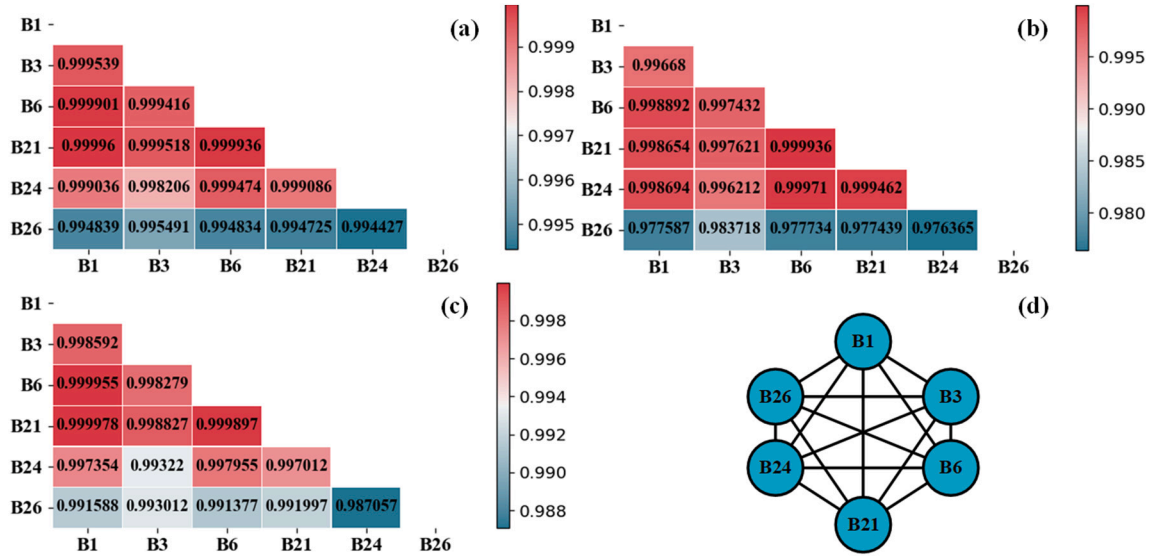 (a)
B1
B3
0.999539
B6
0.999901 0.999416
B21
0.99996 0.999518 0.999936
B24
0.999036 0.998206 0.999474 0.999086
B26
0.994839 0.995491 0.994834 0.994725 0.994427
B1 B3 B6 B21 B24 B26
0.999
0.998
0.997
0.996
0.995
(b)
B1
B3
0.99668
B6
0.998892 0.997432
B21
0.998654 0.997621 0.999936
B24
0.998694 0.996212 0.99971 0.999462
B26
0.977587 0.983718 0.977734 0.977439 0.976365
B1 B3 B6 B21 B24 B26
0.995
0.990
0.985
0.980
(c)
B1
B3
0.998592
B6
0.999955 0.998279
B21
0.999978 0.998827 0.999897
B24
0.997354 0.99322 0.997955 0.997012
B26
0.991588 0.993012 0.991377 0.991997 0.987057
B1 B3 B6 B21 B24 B26
0.998
0.996
0.994
0.992
0.990
0.988
(d)
B1
B26 B3
B24 B6
B21